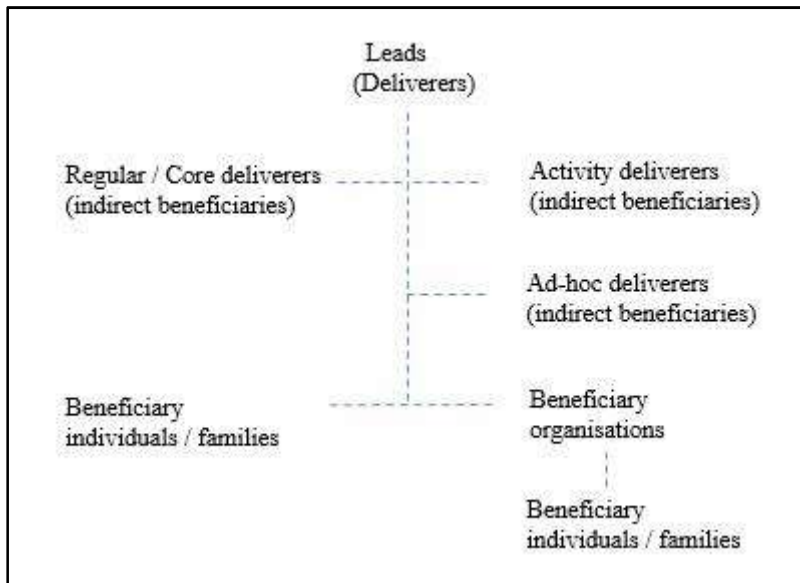 Leads
(Deliverers)
Regular / Core deliverers
(indirect beneficiaries)
Activity deliverers
(indirect beneficiaries)
Ad-hoc deliverers
(indirect beneficiaries)
Beneficiary
individuals / families
Beneficiary
organisations
Beneficiary
individuals / families